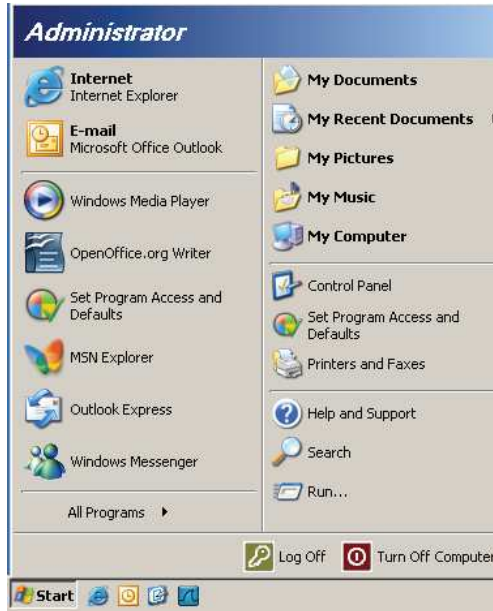 Administrator
Internet
Internet Explorer
E-mail
Microsoft Office Outlook
Windows Media Player
OpenOffice.org Writer
Set Program Access and
Defaults
MSN Explorer
Outlook Express
Windows Messenger
All Programs
My Documents
My Recent Documents
My Pictures
My Music
My Computer
Control Panel
Set Program Access and
Defaults
Printers and Faxes
Help and Support
Search
Run...
Log Off
Turn Off Computer
Start